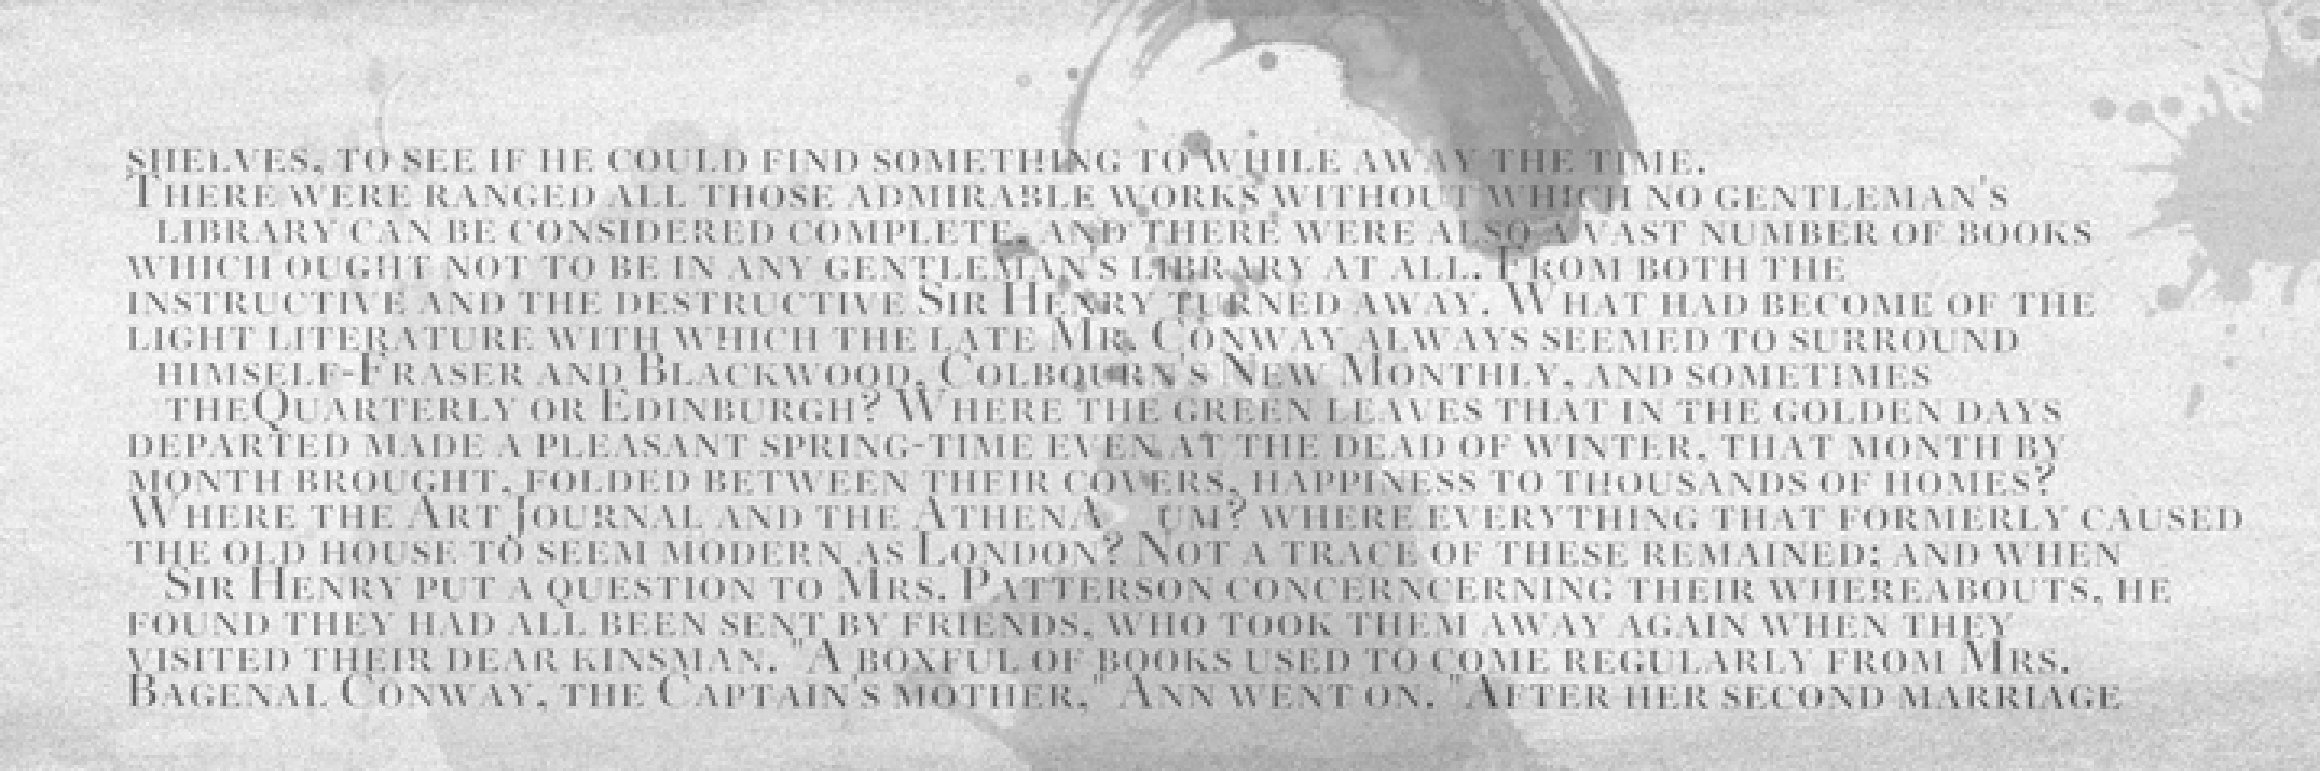 shelves, to see if he could find something to while away the time.
There were ranged all those admirable works without which no gentleman's
library can be considered complete, and there were also a vast number of books
which ought not to be in any gentleman's library at all. From both the
instructive and the destructive Sir Henry turned away. What had become of the
light literature with which the late Mr. Conway always seemed to surround
himself-Fraser and Blackwood, Colbourn's New Monthly, and sometimes
theQuarterly or Edinburgh? Where the green leaves that in the golden days
departed made a pleasant spring-time even at the dead of winter, that month by
month brought, folded between their covers, happiness to thousands of homes?
Where the Art Journal and the AthenA um? where everything that formerly caused
the old house to seem modern as London? Not a trace of these remained; and when
Sir Henry put a question to Mrs. Patterson concerncerning their whereabouts, he
found they had all been sent by friends, who took them away again when they
visited their dear kinsman. "A boxful of books used to come regularly from Mrs.
Bagenal Conway, the Captain's mother," Ann went on. "After her second marriage